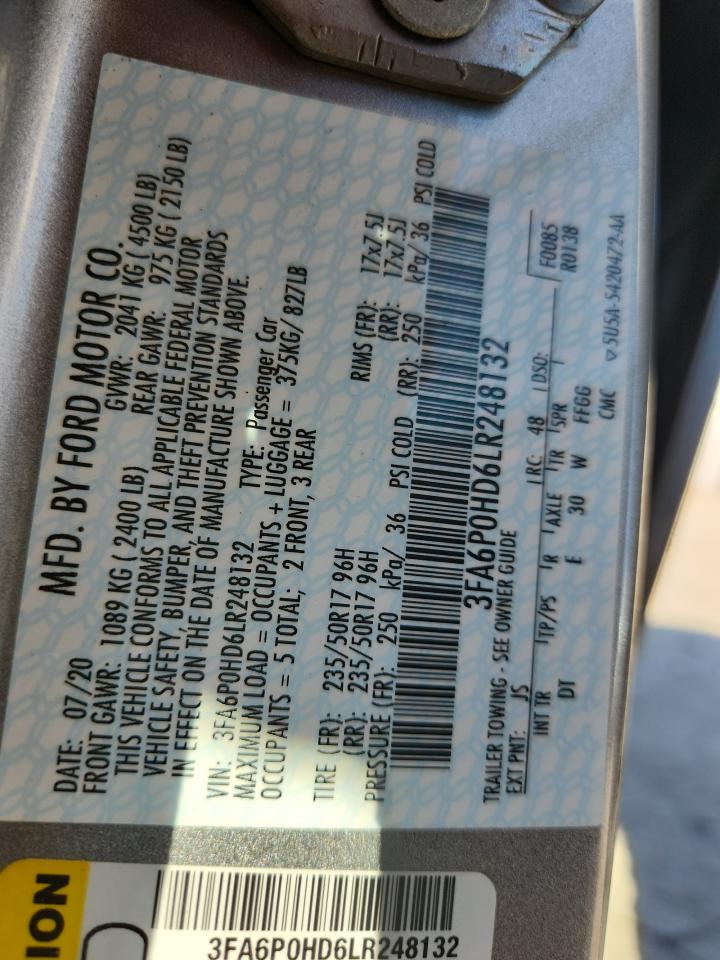 MFD. BY FORD MOTOR CO.
DATE: 07/20 GVWR: 2041 KG ( 4500 LB)
FRONT GAWR: 1089 KG ( 2400 LB) REAR GAWR: 975 KG ( 2150 LB)
THIS VEHICLE CONFORMS TO ALL APPLICABLE FEDERAL MOTOR
VEHICLE SAFETY, BUMPER, AND THEFT PREVENTION STANDARDS
IN EFFECT ON THE DATE OF MANUFACTURE SHOWN ABOVE.
VIN: 3FA6P0HD6LR248132 TYPE: Passenger Car
MAXIMUM LOAD = OCCUPANTS + LUGGAGE = 375KG/ 827LB
OCCUPANTS = 5 TOTAL; 2 FRONT, 3 REAR
TIRE (FR): 235/50R17 96H RIMS (FR): 17x7.5J
(RR): 235/50R17 96H (RR): 17x7.5J
PRESSURE (FR): 250 kPa/ 36 PSI COLD (RR): 250 kPa/ 36 PSI COLD
3FA6P0HD6LR248132
TRAILER TOWING - SEE OWNER GUIDE
EXT PNT: JS RC: 48 DSO: F0085
R0138
INT TR TP/PS R AXLE TR SPR
DT E 30 W FFGG
CMC 5U5A-5420472-AA
ION
3FA6P0HD6LR248132